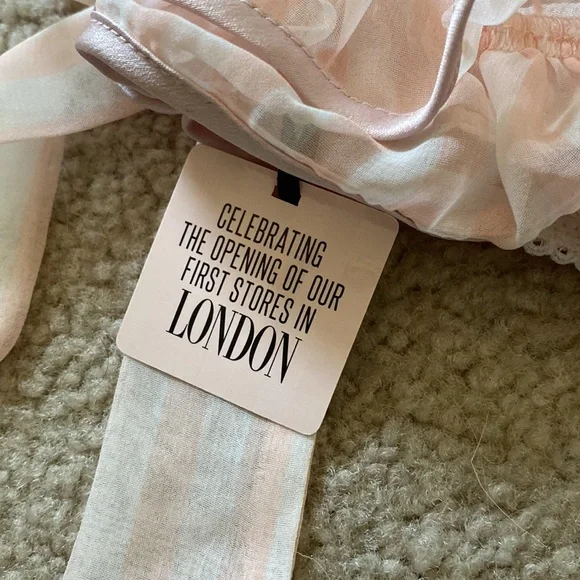 CELEBRATING
THE OPENING OF OUR
FIRST STORES IN
LONDON